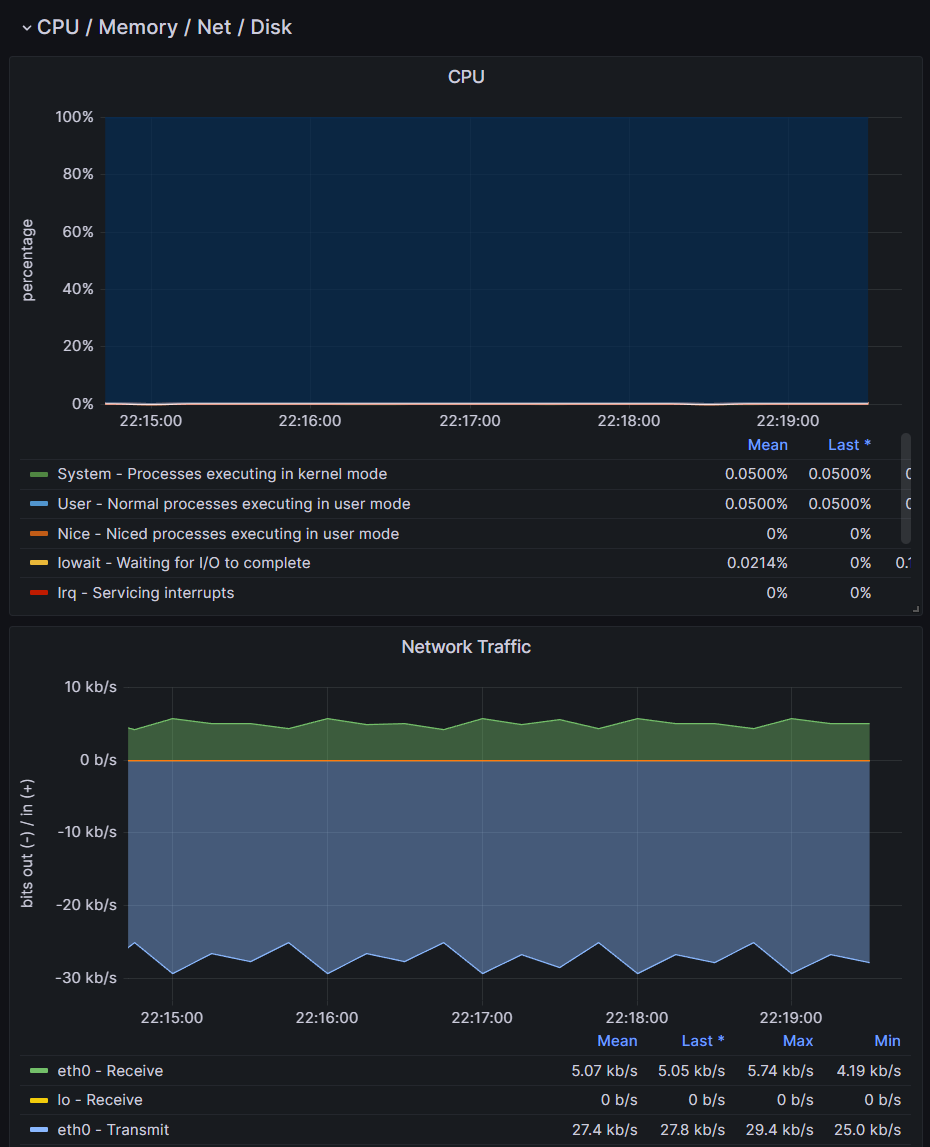 CPU / Memory / Net / Disk
CPU
percentage
100%
80%
60%
40%
20%
0%
22:15:00 22:16:00 22:17:00 22:18:00 22:19:00
Mean Last *
System - Processes executing in kernel mode 0.0500% 0.0500%
User - Normal processes executing in user mode 0.0500% 0.0500%
Nice - Niced processes executing in user mode 0% 0%
Iowait - Waiting for I/O to complete 0.0214% 0%
Irq - Servicing interrupts 0% 0%
Network Traffic
bits out (-) / in (+)
10 kb/s
0 b/s
-10 kb/s
-20 kb/s
-30 kb/s
22:15:00 22:16:00 22:17:00 22:18:00 22:19:00
Mean Last * Max Min
eth0 - Receive 5.07 kb/s 5.05 kb/s 5.74 kb/s 4.19 kb/s
lo - Receive 0 b/s 0 b/s 0 b/s 0 b/s
eth0 - Transmit 27.4 kb/s 27.8 kb/s 29.4 kb/s 25.0 kb/s